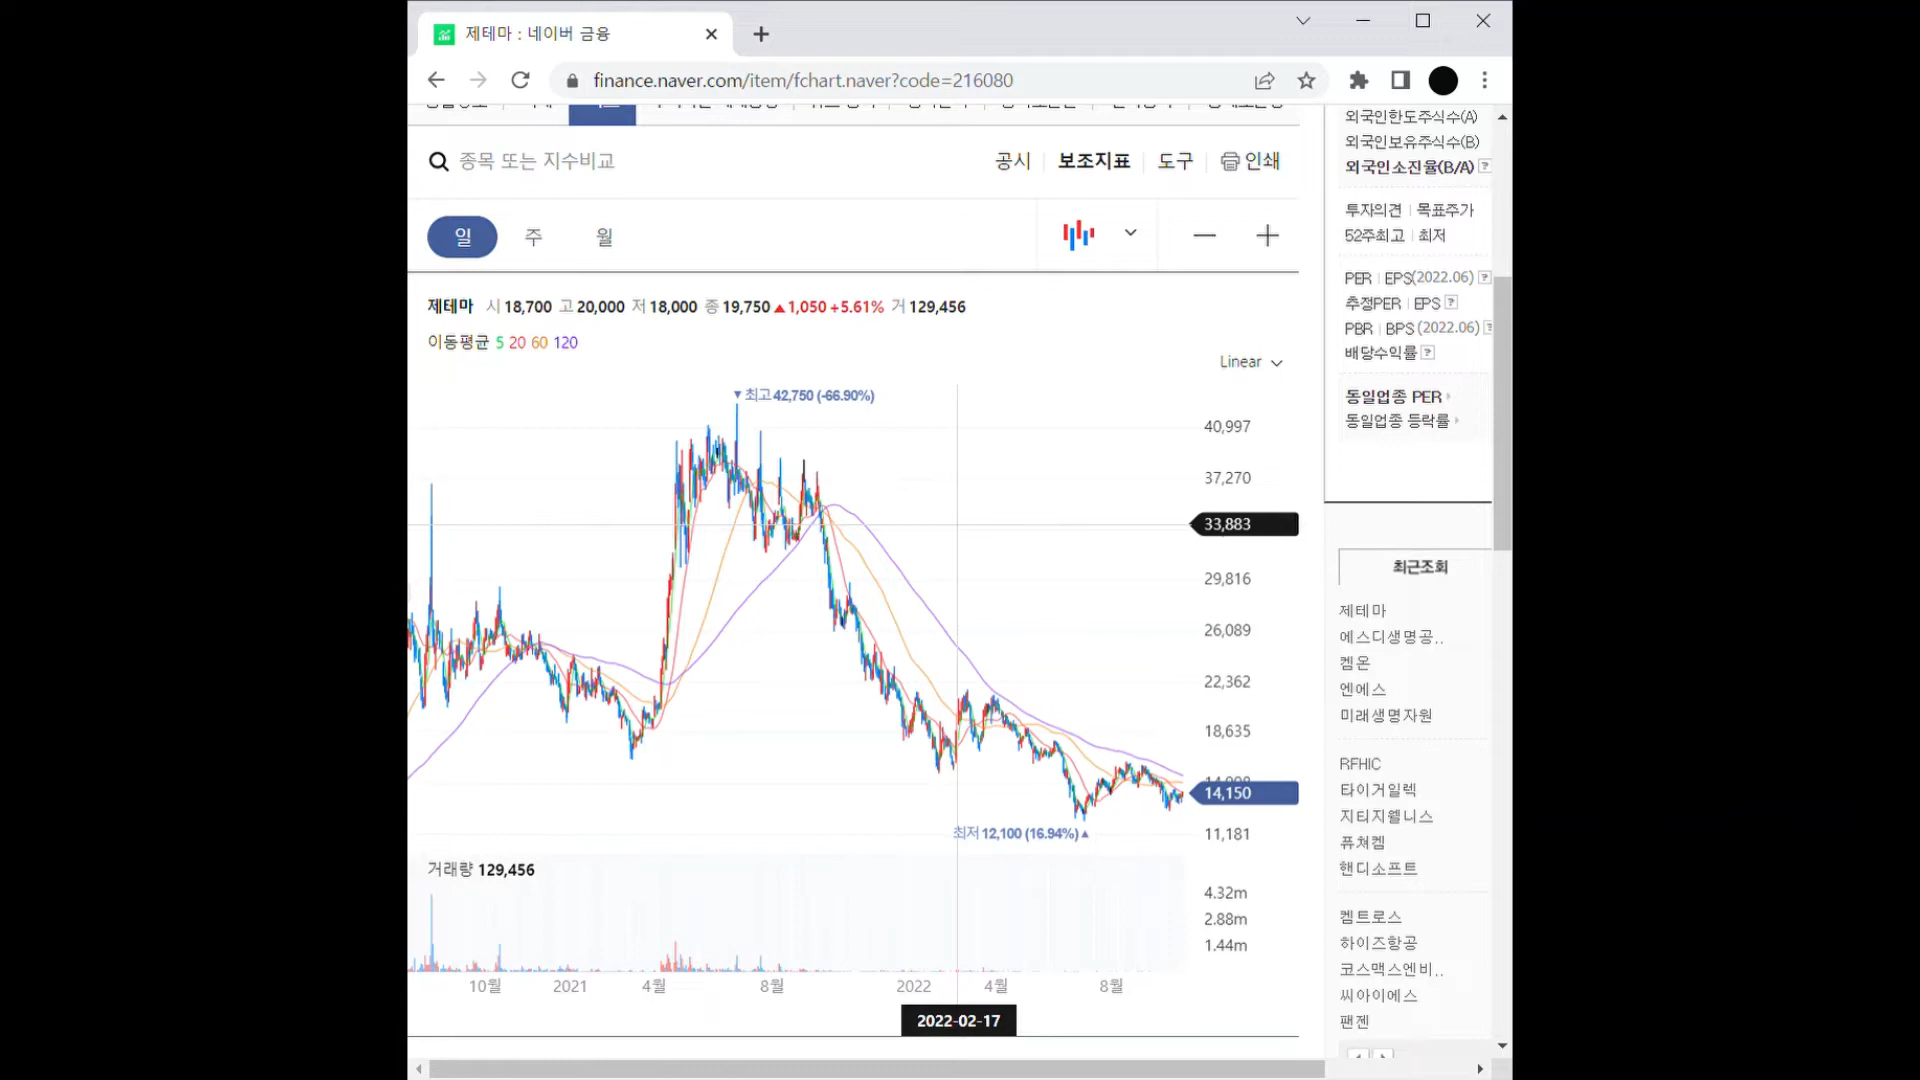 제테마 : 네이버 금융
finance.naver.com/item/fchart.naver?code=216080
종목 또는 지수비교
공시 보조지표 도구 인쇄
일 주 월
제테마 시 18,700 고 20,000 저 18,000 종 19,750 ▲1,050 +5.61% 거 129,456
이동평균 5 20 60 120
Linear
▼최고 42,750 (-66.90%)
40,997
37,270
33,883
29,816
26,089
22,362
18,635
14,150
최저 12,100 (16.94%)▲
11,181
거래량 129,456
4.32m
2.88m
1.44m
10월 2021 4월 8월 2022 4월 8월
2022-02-17
외국인한도주식수(A)
외국인보유주식수(B)
외국인소진율(B/A) ?
투자의견 | 목표주가
52주최고 | 최저
PER | EPS(2022.06) ?
추정PER | EPS ?
PBR | BPS (2022.06) ?
배당수익률 ?
동일업종 PER
동일업종 등락률
최근조회
제테마
에스디생명공..
켐온
엔에스
미래생명자원
RFHIC
타이거일렉
지티지웰니스
퓨쳐켐
핸디소프트
켐트로스
하이즈항공
코스맥스엔비..
씨아이에스
팬젠